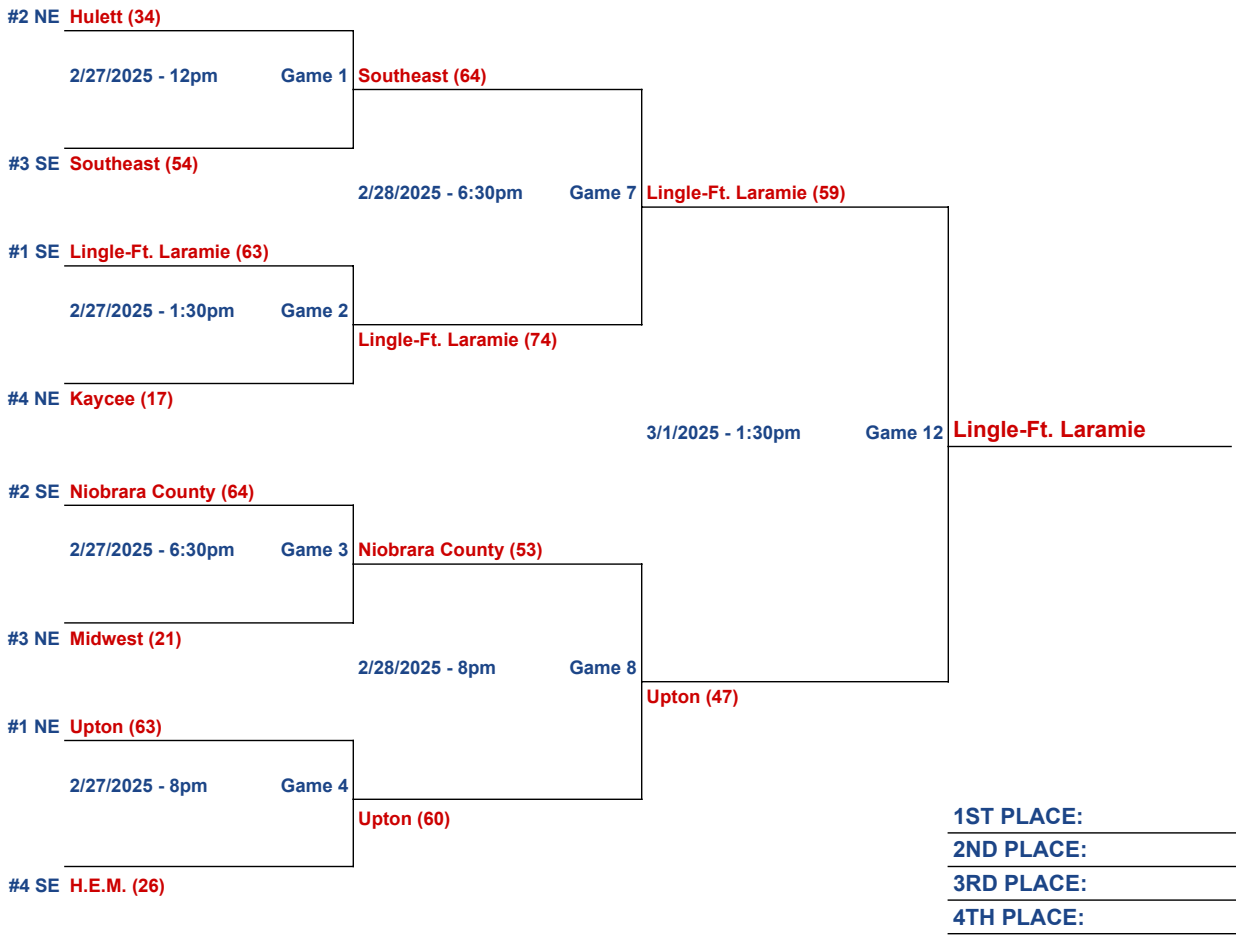 #2 NE Hulett (34)
2/27/2025 - 12pm Game 1 Southeast (64)
#3 SE Southeast (54)
2/28/2025 - 6:30pm Game 7 Lingle-Ft. Laramie (59)
#1 SE Lingle-Ft. Laramie (63)
2/27/2025 - 1:30pm Game 2
Lingle-Ft. Laramie (74)
#4 NE Kaycee (17)
3/1/2025 - 1:30pm Game 12 Lingle-Ft. Laramie
#2 SE Niobrara County (64)
2/27/2025 - 6:30pm Game 3 Niobrara County (53)
#3 NE Midwest (21)
2/28/2025 - 8pm Game 8
Upton (47)
#1 NE Upton (63)
2/27/2025 - 8pm Game 4
Upton (60)
#4 SE H.E.M. (26)
1ST PLACE:
2ND PLACE:
3RD PLACE:
4TH PLACE: